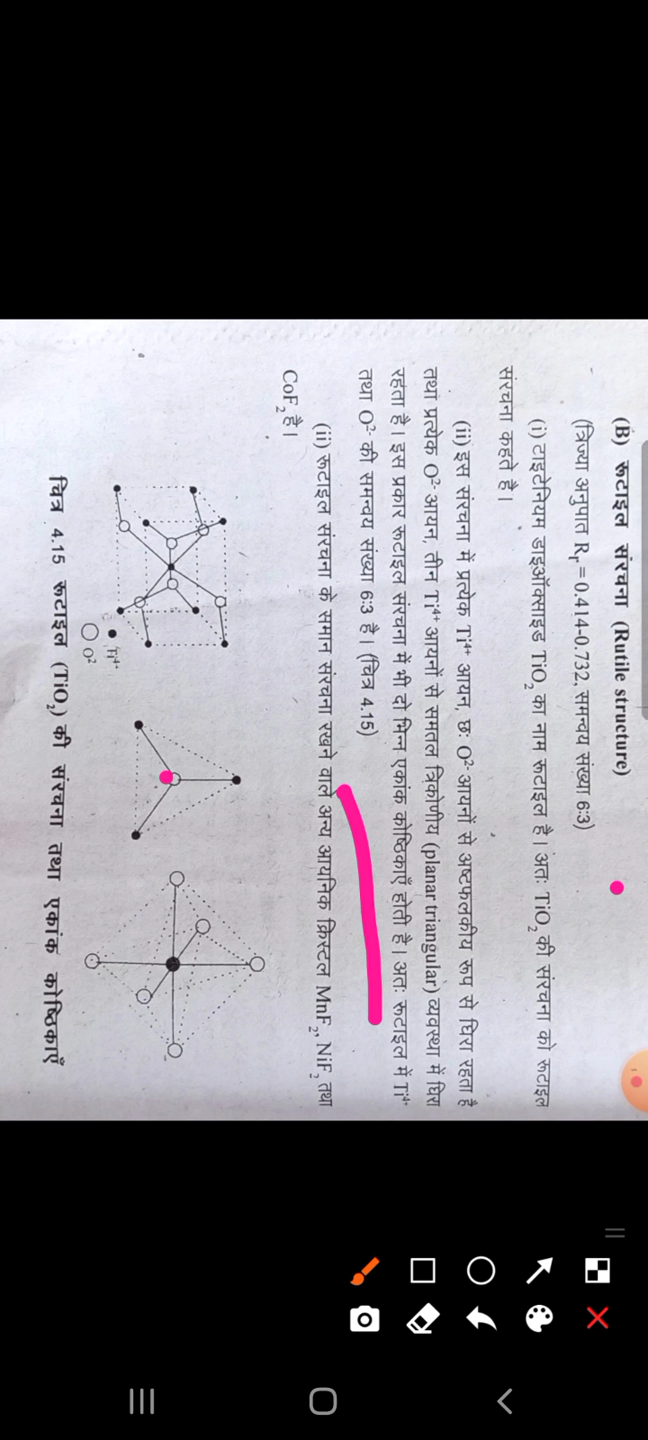 (B) रूटाइल संरचना (Rutile structure)
(त्रिज्या अनुपात Rr = 0.414-0.732, समन्वय संख्या 6:3)
(i) टाइटेनियम डाइऑक्साइड TiO2 का नाम रूटाइल है। अतः TiO2 की संरचना को रूटाइल
संरचना कहते है।
(ii) इस संरचना में प्रत्येक Ti4+ आयन, छः O2- आयनों से अष्टफलकीय रूप से घिरा रहता है
तथा प्रत्येक O2- आयन, तीन Ti4+ आयनों से समतल त्रिकोणीय (planar triangular) व्यवस्था में घिरा
रहता है। इस प्रकार रूटाइल संरचना में भी दो भिन्न एकांक कोष्ठिकाएँ होती है। अतः रूटाइल में Ti4+
तथा O2- की समन्वय संख्या 6:3 है। (चित्र 4.15)
(ii) रूटाइल संरचना के समान संरचना रखने वाले अन्य आयनिक क्रिस्टल MnF2, NiF2 तथा
CoF2 है।
Ti4+
O2-
चित्र 4.15 रूटाइल (TiO2) की संरचना तथा एकांक कोष्ठिकाएँ